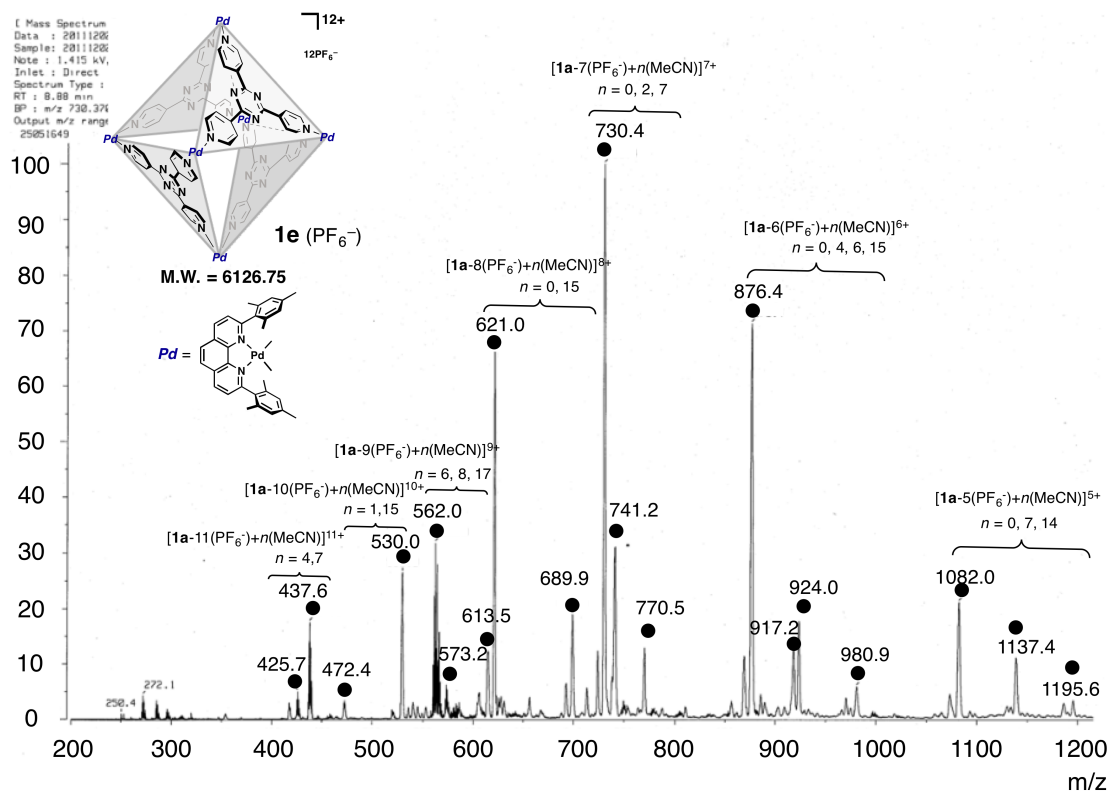 [ Mass Spectrum
Data : 20111202
Sample: 20111202
Note : 1.415 kV,
Inlet : Direct
Spectrum Type :
RT : 8.88 min
BP : m/z 730.370
Output m/z range
25051649
12+
12PF6−
Pd
N
N
N
N
N
N
Pd
Pd
Pd
Pd
Pd
1e (PF6−)
M.W. = 6126.75
Pd =
N
Pd
N
[1a-7(PF6-)+n(MeCN)]7+
n = 0, 2, 7
730.4
[1a-6(PF6-)+n(MeCN)]6+
n = 0, 4, 6, 15
876.4
[1a-8(PF6-)+n(MeCN)]8+
n = 0, 15
621.0
[1a-9(PF6-)+n(MeCN)]9+
n = 6, 8, 17
562.0
[1a-10(PF6-)+n(MeCN)]10+
n = 1,15
530.0
[1a-11(PF6-)+n(MeCN)]11+
n = 4,7
437.6
[1a-5(PF6-)+n(MeCN)]5+
n = 0, 7, 14
1082.0
741.2
689.9
613.5
770.5
924.0
917.2
573.2
425.7
472.4
980.9
1137.4
1195.6
250.4
272.1
100
90
80
70
60
50
40
30
20
10
0
200 300 400 500 600 700 800 900 1000 1100 1200
m/z